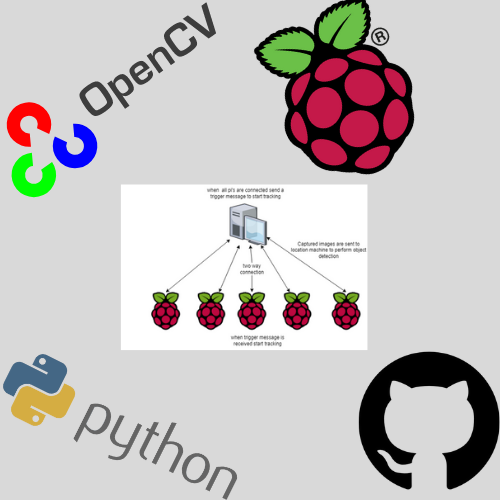 OpenCV
®
when all pi's are connected send a
trigger message to start tracking
Captured images are sent to
location machine to perform object
detection
two way
connection
when trigger message is
received start tracking
python